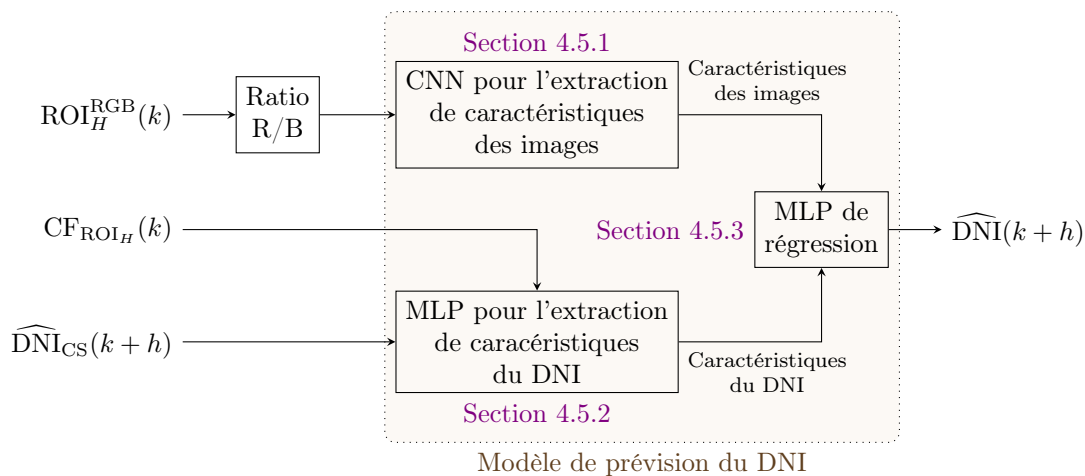 Section 4.5.1
ROI_H^RGB(k)
Ratio
R/B
CNN pour l'extraction
de caractéristiques
des images
Caractéristiques
des images
CF_ROI_H(k)
Section 4.5.3
MLP de
régression
\widehat{DNI}(k + h)
\widehat{DNI}_CS(k + h)
MLP pour l'extraction
de caracéristiques
du DNI
Caractéristiques
du DNI
Section 4.5.2
Modèle de prévision du DNI